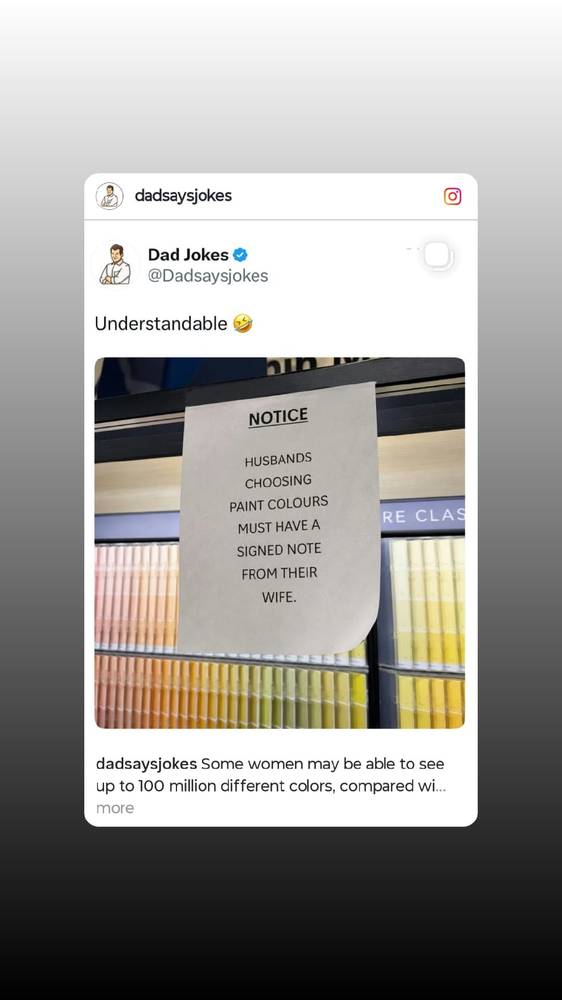 dadsaysjokes
Dad Jokes
@Dadsaysjokes
Understandable 🤣
NOTICE
HUSBANDS
CHOOSING
PAINT COLOURS
MUST HAVE A
SIGNED NOTE
FROM THEIR
WIFE.
RE CLAS
dadsaysjokes Some women may be able to see
up to 100 million different colors, compared wi...
more